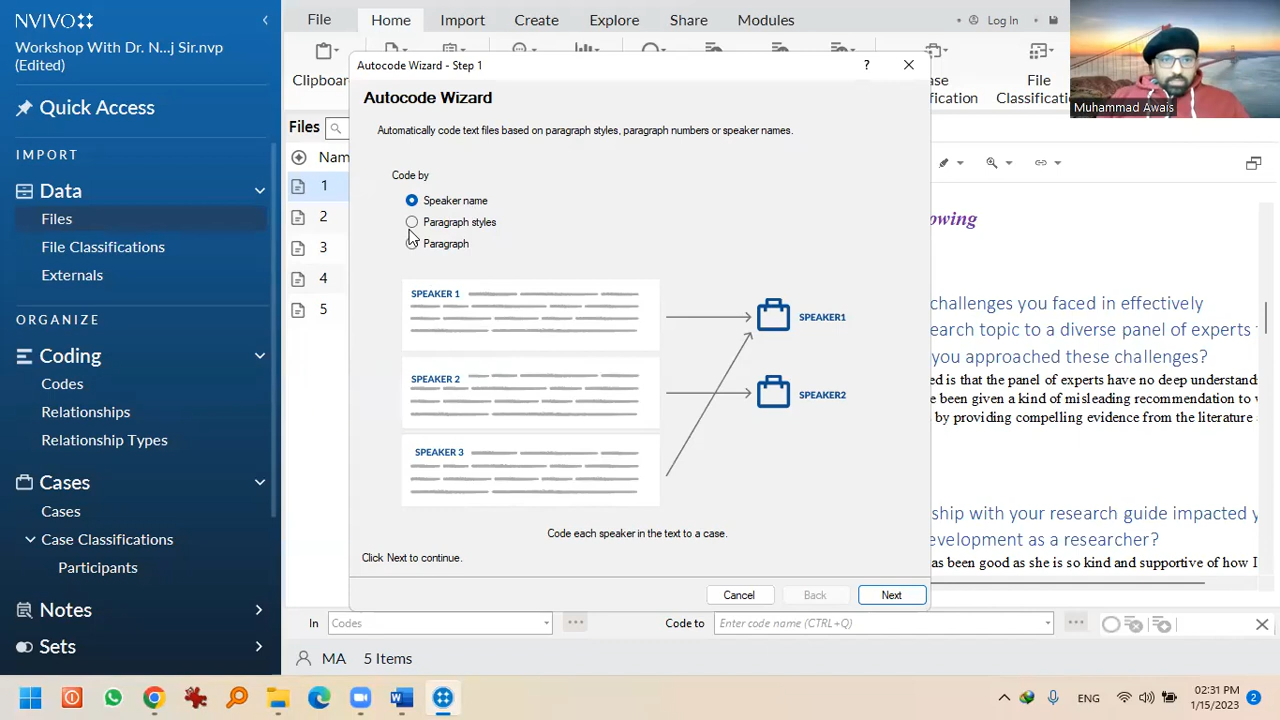 NVIVO
Workshop With Dr. N...j Sir.nvp
(Edited)
Quick Access
IMPORT
Data
Files
File Classifications
Externals
ORGANIZE
Coding
Codes
Relationships
Relationship Types
Cases
Cases
Case Classifications
Participants
Notes
Sets
File Home Import Create Explore Share Modules
Log In
Clipboa
ase
ification
File
Classificati
Muhammad Awais
Files
Nam
1
2
3
4
5
Autocode Wizard - Step 1
?
Autocode Wizard
Automatically code text files based on paragraph styles, paragraph numbers or speaker names.
Code by
Speaker name
Paragraph styles
Paragraph
SPEAKER 1
SPEAKER 2
SPEAKER 3
SPEAKER1
SPEAKER2
Code each speaker in the text to a case.
Click Next to continue.
Cancel Back Next
owing
challenges you faced in effectively
earch topic to a diverse panel of experts
you approached these challenges?
ed is that the panel of experts have no deep understand
e been given a kind of misleading recommendation to
by providing compelling evidence from the literature
ship with your research guide impacted y
evelopment as a researcher?
as been good as she is so kind and supportive of how I
In Codes
Code to Enter code name (CTRL+Q)
MA 5 Items
ENG
02:31 PM
1/15/2023
2